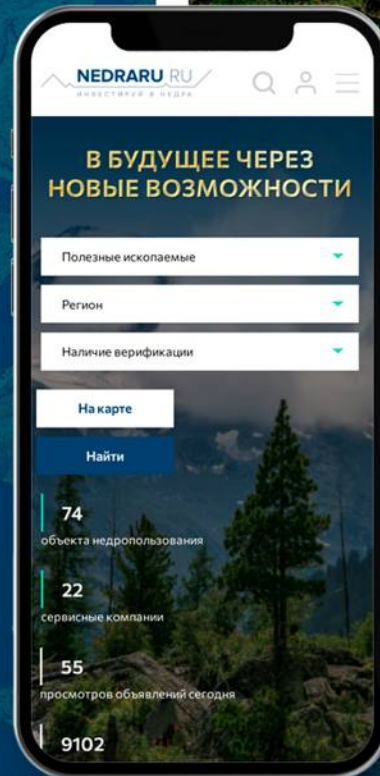 NEDRARU.RU
ИНВЕСТИРУЙ В НЕДРА
В БУДУЩЕЕ ЧЕРЕЗ
НОВЫЕ ВОЗМОЖНОСТИ
Полезные ископаемые
Регион
Наличие верификации
На карте
Найти
74
объекта недропользования
22
сервисные компании
55
просмотров объявлений сегодня
9102